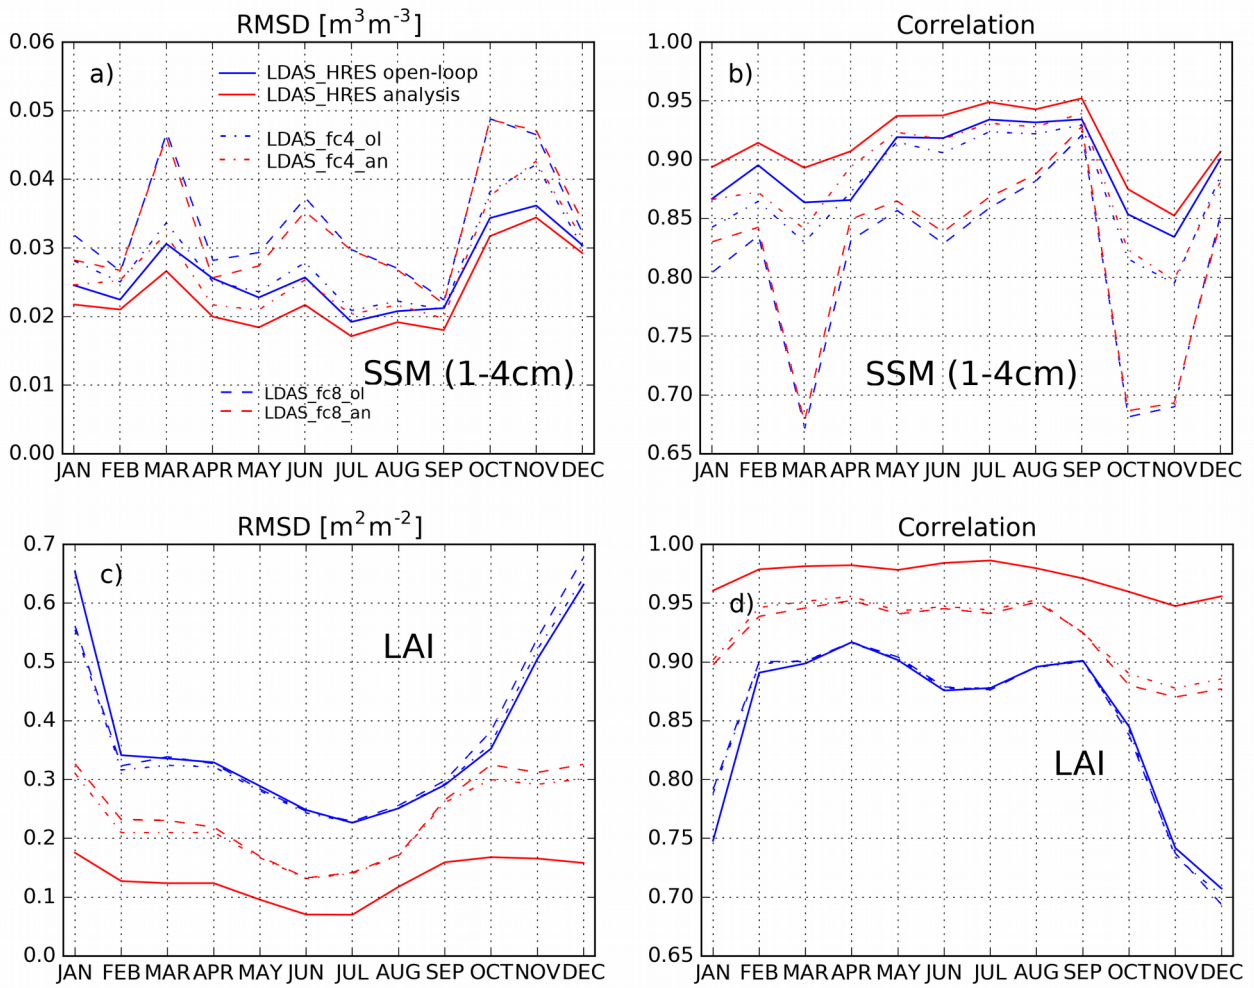 RMSD [m3m-3]
0.06
0.05
0.04
0.03
0.02
0.01
0.00
a)
LDAS_HRES open-loop
LDAS_HRES analysis
LDAS_fc4_ol
LDAS_fc4_an
SSM (1-4cm)
LDAS_fc8_ol
LDAS_fc8_an
JAN FEB MAR APR MAY JUN JUL AUG SEP OCT NOV DEC
Correlation
1.00
0.95
0.90
0.85
0.80
0.75
0.70
0.65
b)
SSM (1-4cm)
JAN FEB MAR APR MAY JUN JUL AUG SEP OCT NOV DEC
RMSD [m2m-2]
0.7
0.6
0.5
0.4
0.3
0.2
0.1
0.0
c)
LAI
JAN FEB MAR APR MAY JUN JUL AUG SEP OCT NOV DEC
Correlation
1.00
0.95
0.90
0.85
0.80
0.75
0.70
0.65
d)
LAI
JAN FEB MAR APR MAY JUN JUL AUG SEP OCT NOV DEC